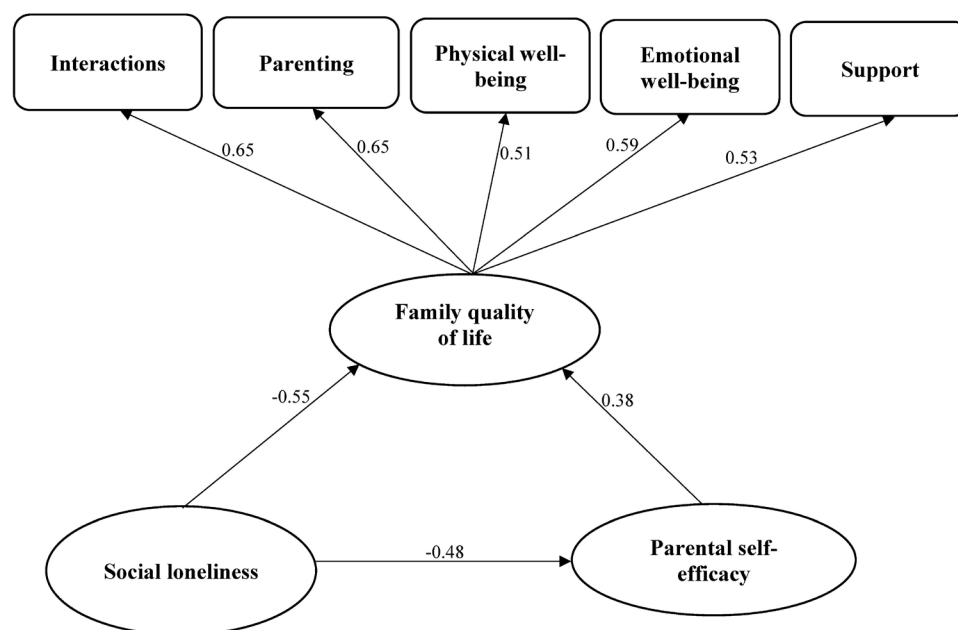 Interactions
Parenting
Physical well-
being
Emotional
well-being
Support
0.65
0.65
0.51
0.59
0.53
Family quality
of life
-0.55
0.38
Social loneliness
-0.48
Parental self-
efficacy